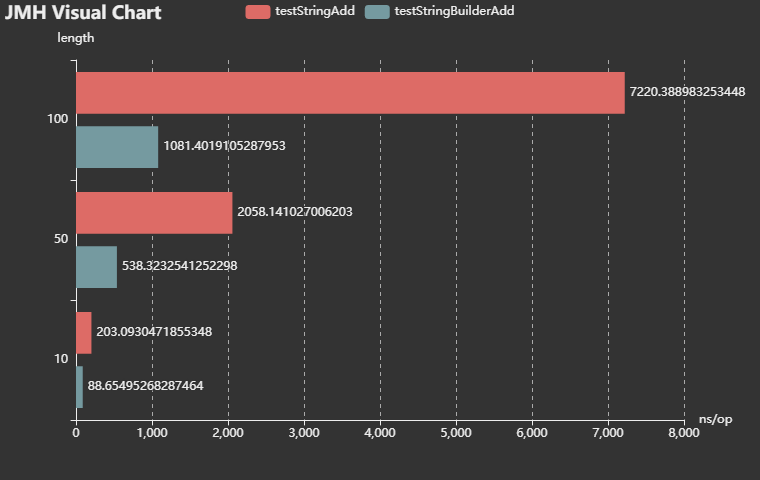 JMH Visual Chart
testStringAdd
testStringBuilderAdd
length
7220.388983253448
100
1081.4019105287953
2058.141027006203
50
538.3232541252298
203.0930471855348
10
88.65495268287464
ns/op
0 1,000 2,000 3,000 4,000 5,000 6,000 7,000 8,000